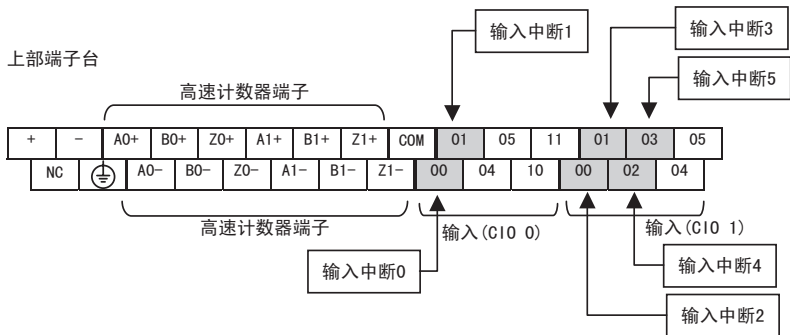 输入中断1
输入中断3
上部端子台
输入中断5
高速计数器端子
+ - A0+ B0+ Z0+ A1+ B1+ Z1+ COM 01 05 11 01 03 05
NC A0- B0- Z0- A1- B1- Z1- 00 04 10 00 02 04
高速计数器端子
输入(CIO 0)
输入(CIO 1)
输入中断0
输入中断4
输入中断2